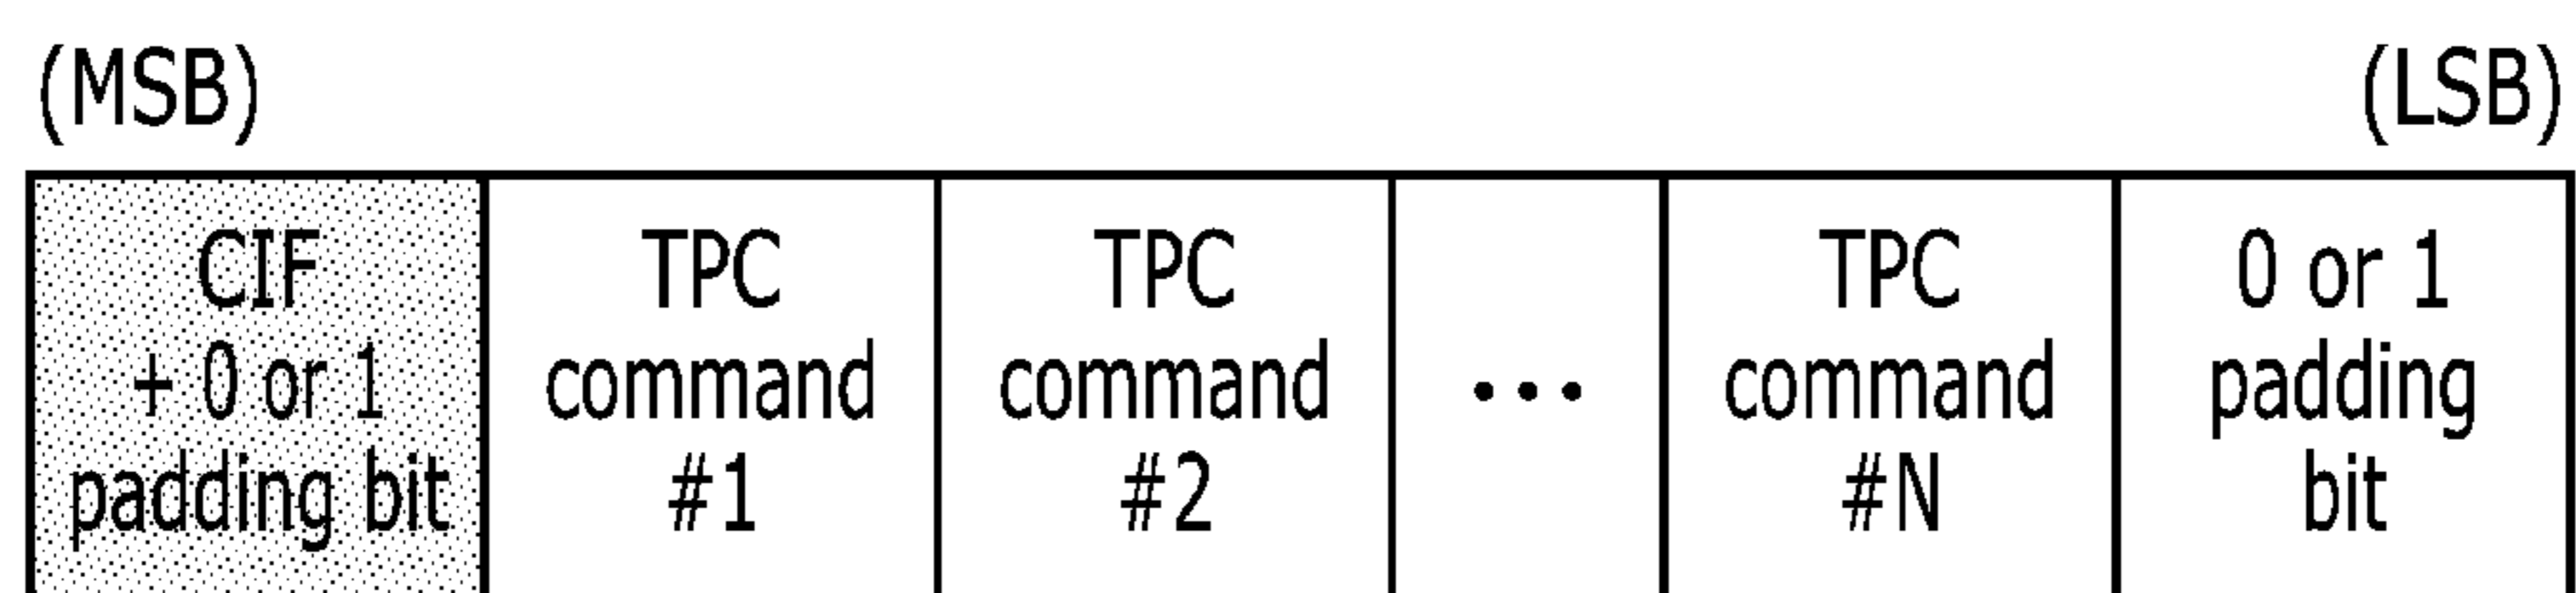 (MSB) (LSB)
CIF
+ 0 or 1
padding bit
TPC
command
#1
TPC
command
#2
...
TPC
command
#N
0 or 1
padding
bit